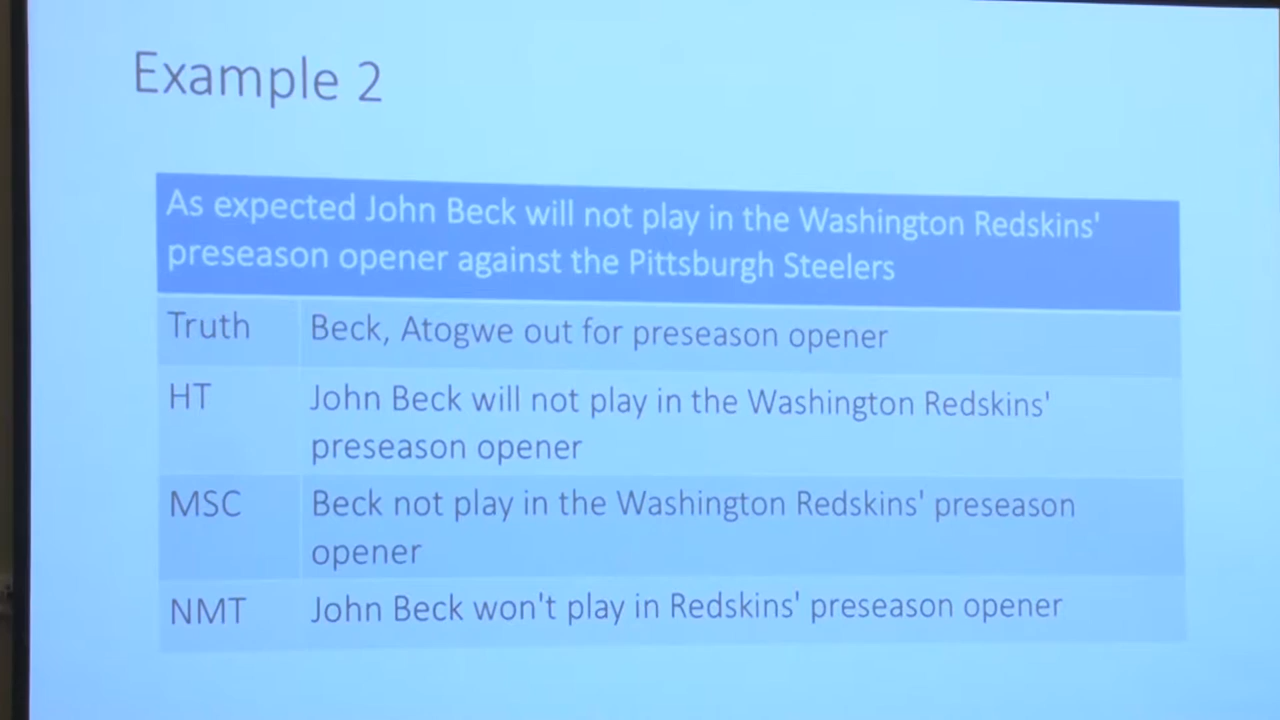 Example 2
As expected John Beck will not play in the Washington Redskins'
preseason opener against the Pittsburgh Steelers
Truth Beck, Atogwe out for preseason opener
HT John Beck will not play in the Washington Redskins'
preseason opener
MSC Beck not play in the Washington Redskins' preseason
opener
NMT John Beck won't play in Redskins' preseason opener